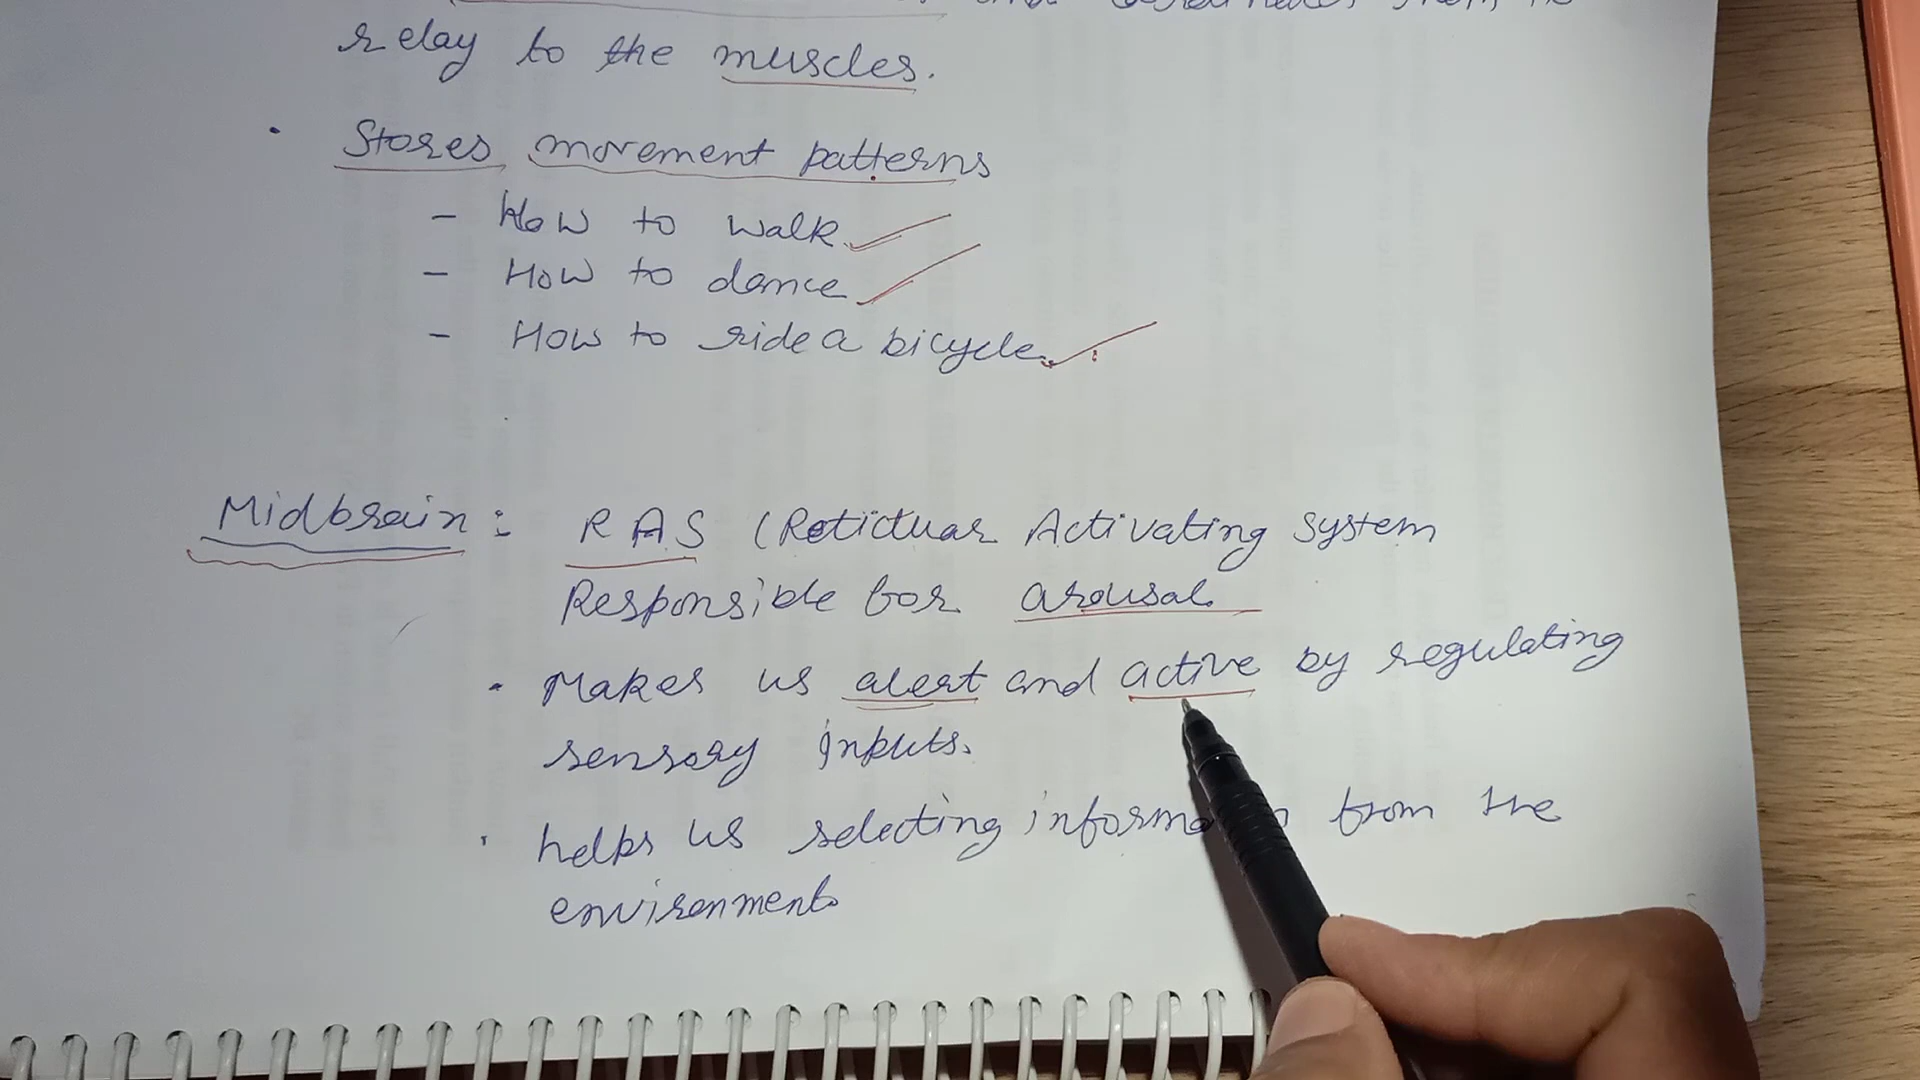 relay to the muscles.
• Stores movement patterns
- How to walk.
- How to dance
- How to ride a bicycle.
Midbrain: RAS (Retictuar Activating system
Responsible for arousal.
• Makes us alert and active by regulating
sensory inputs.
• helps us selecting from the
environment.